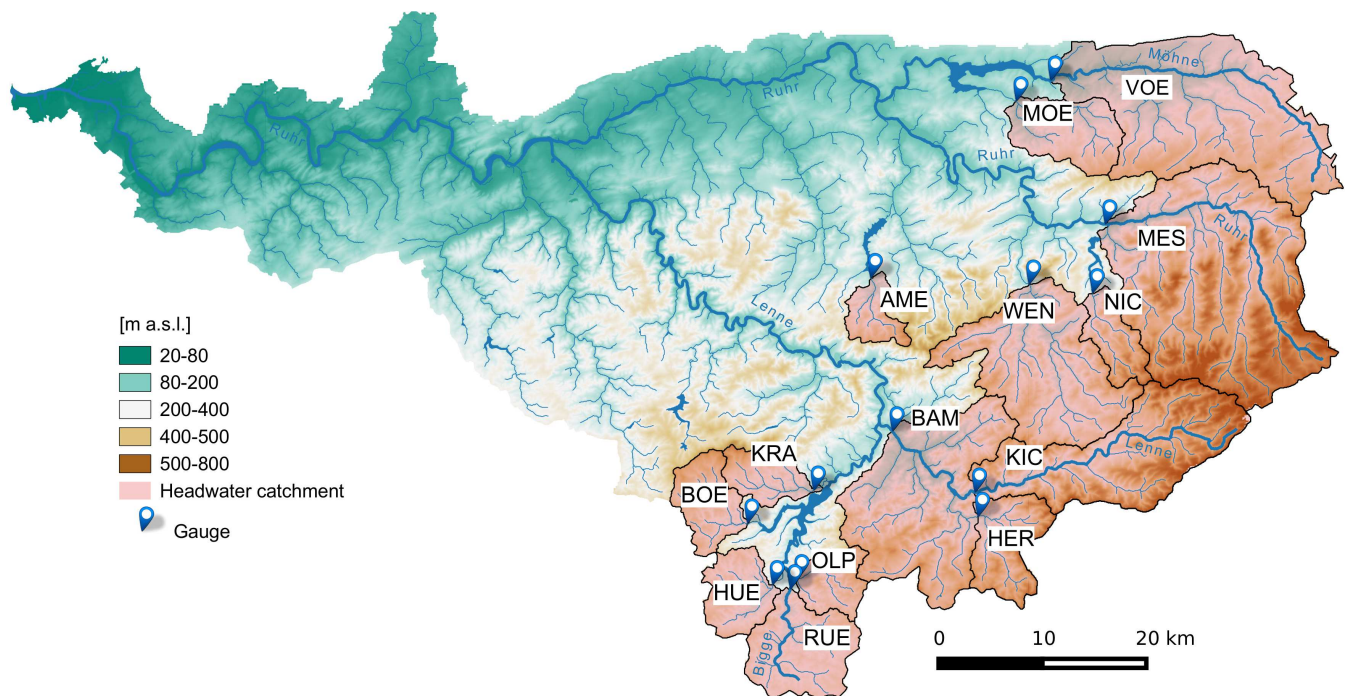 Möhne
VOE
MOE
Ruhr
Ruhr
Ruhr
MES
Ruhr
AME
WEN
NIC
Lenne
[m a.s.l.]
20-80
80-200
200-400
400-500
500-800
Headwater catchment
Gauge
BAM
KRA
KIC
Lenne
BOE
HER
OLP
HUE
RUE
Bigge
0 10 20 km